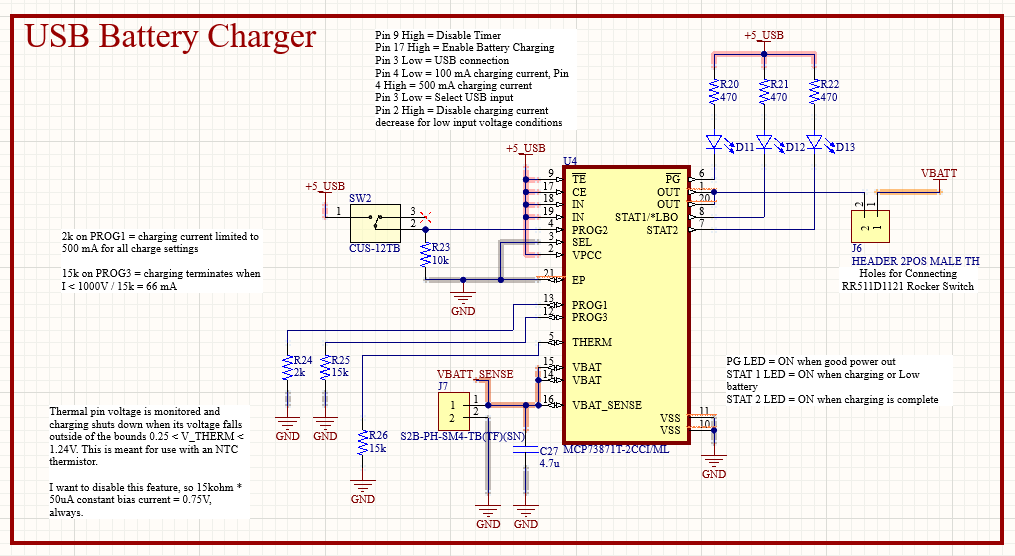 USB Battery Charger
Pin 9 High = Disable Timer
Pin 17 High = Enable Battery Charging
Pin 3 Low = USB connection
Pin 4 Low = 100 mA charging current, Pin
4 High = 500 mA charging current
Pin 3 Low = Select USB input
Pin 2 High = Disable charging current
decrease for low input voltage conditions
+5_USB
R20
470
R21
470
R22
470
D11
D12
D13
+5_USB
U4
9
TE
17
CE
18
IN
19
IN
4
PROG2
3
SEL
2
VPCC
21
EP
13
PROG1
12
PROG3
5
THERM
15
VBAT
14
VBAT
16
VBAT_SENSE
PG
6
OUT
1
OUT
20
STAT1/*LBO
8
STAT2
7
VSS
11
VSS
10
MCP73871T-2CCI/ML
GND
VBATT
2
1
2
1
J6
HEADER 2POS MALE TH
Holes for Connecting
RR511D1121 Rocker Switch
+5_USB
SW2
1
3
2
CUS-12TB
R23
10k
GND
2k on PROG1 = charging current limited to
500 mA for all charge settings
15k on PROG3 = charging terminates when
I < 1000V / 15k = 66 mA
R24
2k
R25
15k
GND
GND
R26
15k
GND
VBATT_SENSE
J7
1
2
1
2
S2B-PH-SM4-TB(TF)(SN)
C27
4.7u
GND
GND
PG LED = ON when good power out
STAT 1 LED = ON when charging or Low
battery
STAT 2 LED = ON when charging is complete
Thermal pin voltage is monitored and
charging shuts down when its voltage falls
outside of the bounds 0.25 < V_THERM <
1.24V. This is meant for use with an NTC
thermistor.
I want to disable this feature, so 15kohm *
50uA constant bias current = 0.75V,
always.